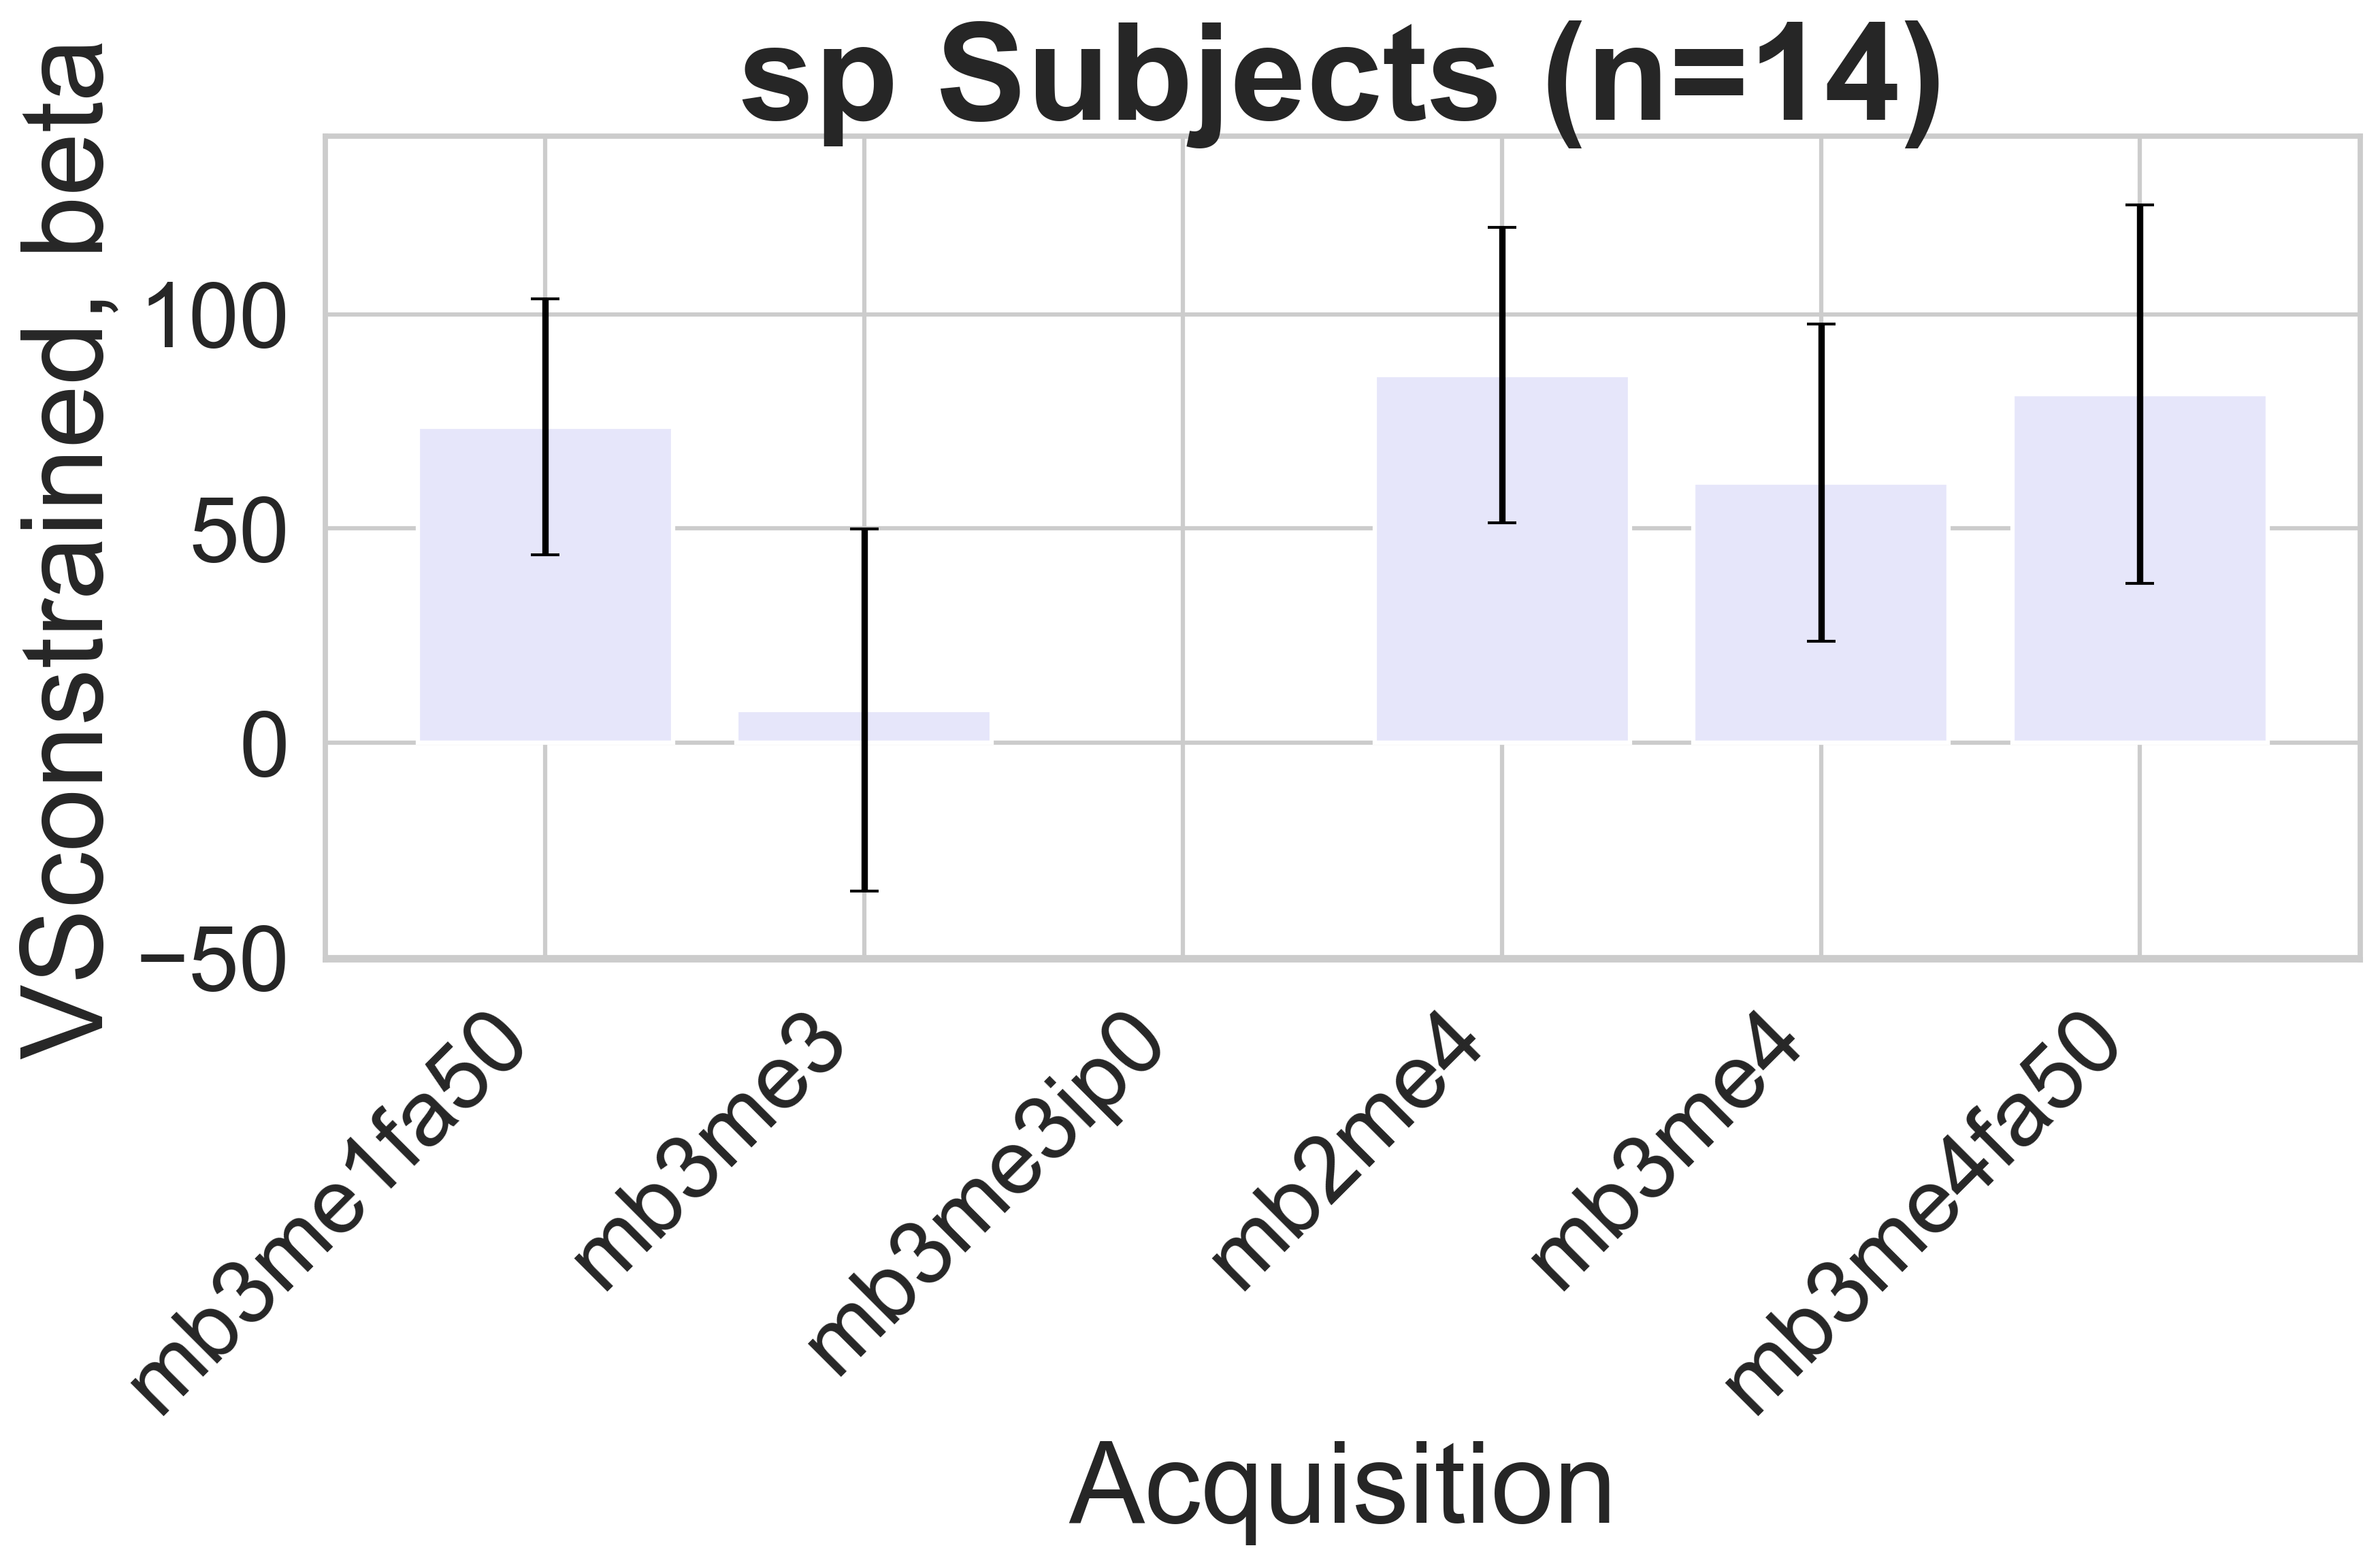 sp Subjects (n=14)
VSconstrained, beta
100
50
0
−50
mb3me1fa50
mb3me3
mb3me3ip0
mb2me4
mb3me4
mb3me4fa50
Acquisition